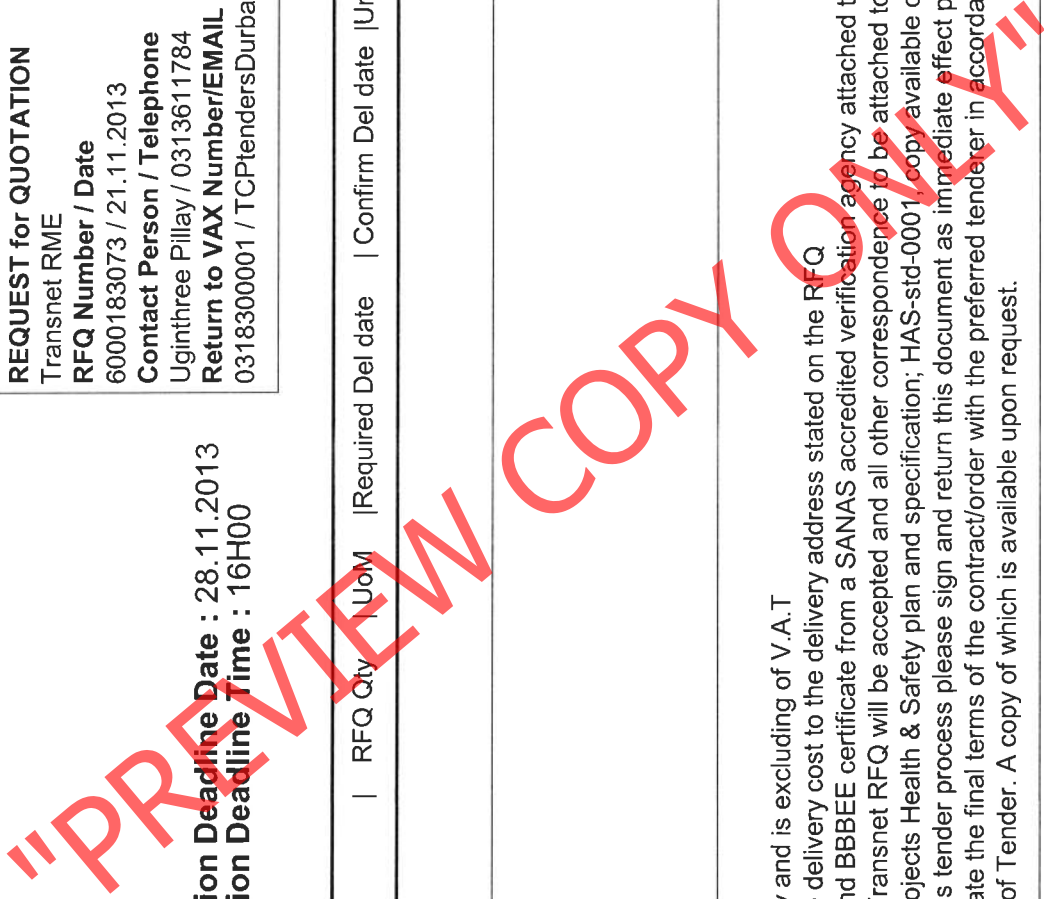 REQUEST for QUOTATION
Transnet RME
RFQ Number / Date
6000183073 / 21.11.2013
Contact Person / Telephone
Uginthree Pillay / 0313611784
Return to VAX Number/EMAIL
0318300001 / TCPtendersDurba
ion Deadline Date : 28.11.2013
ion Deadline Time : 16H00
| RFQ Qty | UoM |Required Del date | Confirm Del date |Un
y and is excluding of V.A.T
delivery cost to the delivery address stated on the RFQ
nd BBBEE certificate from a SANAS accredited verification agency attached t
ransnet RFQ will be accepted and all other correspondence to be attached to
ojects Health & Safety plan and specification; HAS-std-0001, copy available o
s tender process please sign and return this document as immediate effect p
ate the final terms of the contract/order with the preferred tenderer in accorda
of Tender. A copy of which is available upon request.
"PREVIEW COPY ONLY"